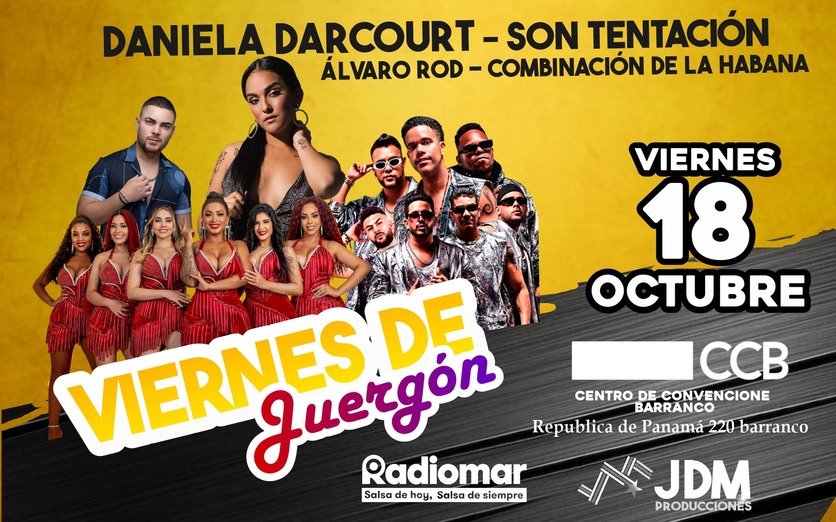 DANIELA DARCOURT - SON TENTACIÓN
ÁLVARO ROD - COMBINACIÓN DE LA HABANA
VIERNES
18
OCTUBRE
VIERNES DE
Juergón
CCB
CENTRO DE CONVENCIONE
BARRANCO
Republica de Panamá 220 barranco
Radiomar
Salsa de hoy, Salsa de siempre
JDM
PRODUCCIONES